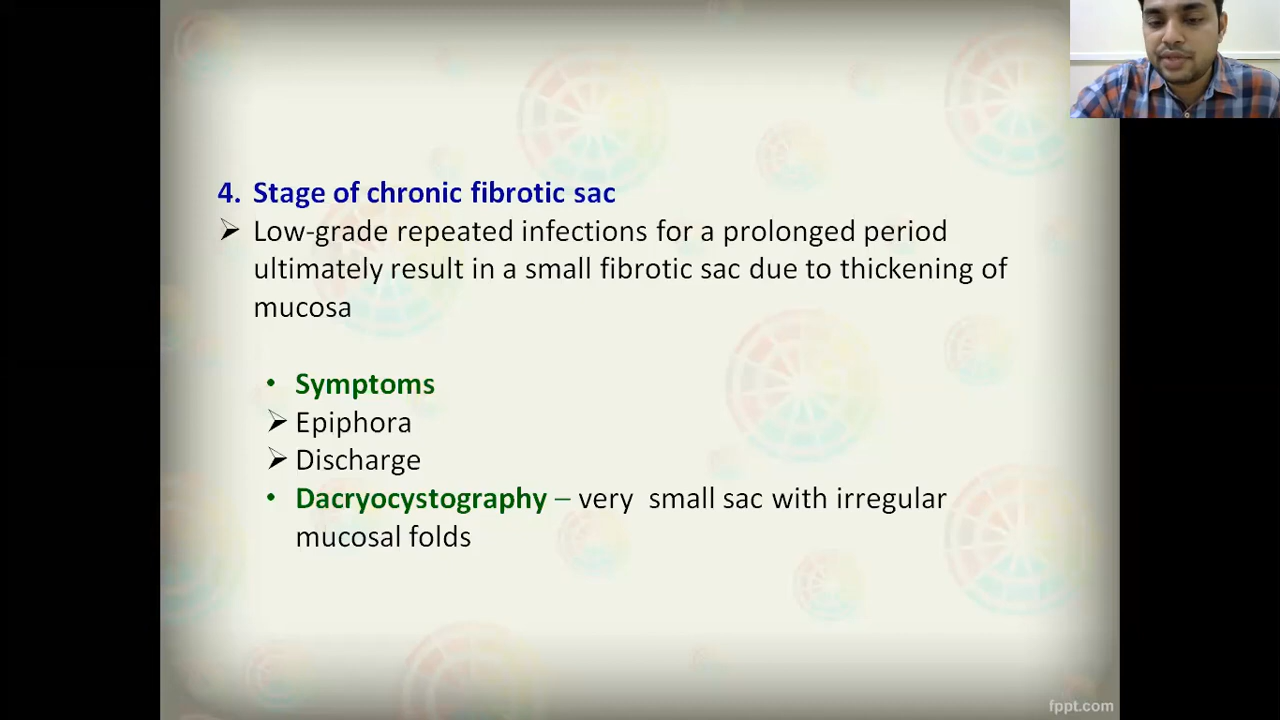 4. Stage of chronic fibrotic sac
➢ Low-grade repeated infections for a prolonged period
ultimately result in a small fibrotic sac due to thickening of
mucosa
• Symptoms
➢ Epiphora
➢ Discharge
• Dacryocystography – very small sac with irregular
mucosal folds
fppt.com